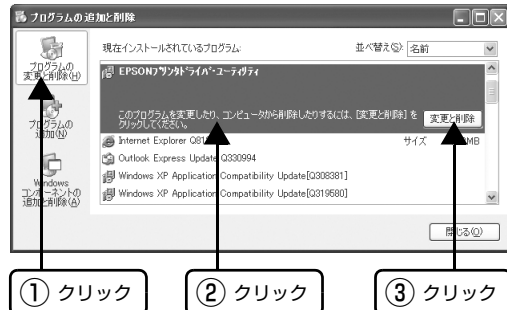 プログラムの追加と削除
プログラムの
変更と削除(H)
現在インストールされているプログラム:
並べ替え(S): 名前
EPSONプリンタドライバ・ユーティリティ
このプログラムを変更したり、コンピュータから削除したりするには、[変更と削除] を
クリックしてください。
変更と削除
プログラムの
追加(N)
Internet Explorer
サイズ
MB
Outlook Express Update Q330994
Windows XP Application Compatibility Update[Q308381]
Windows XP Application Compatibility Update[Q319580]
Windows
コンポーネントの
追加と削除(A)
閉じる(O)
① クリック
② クリック
③ クリック